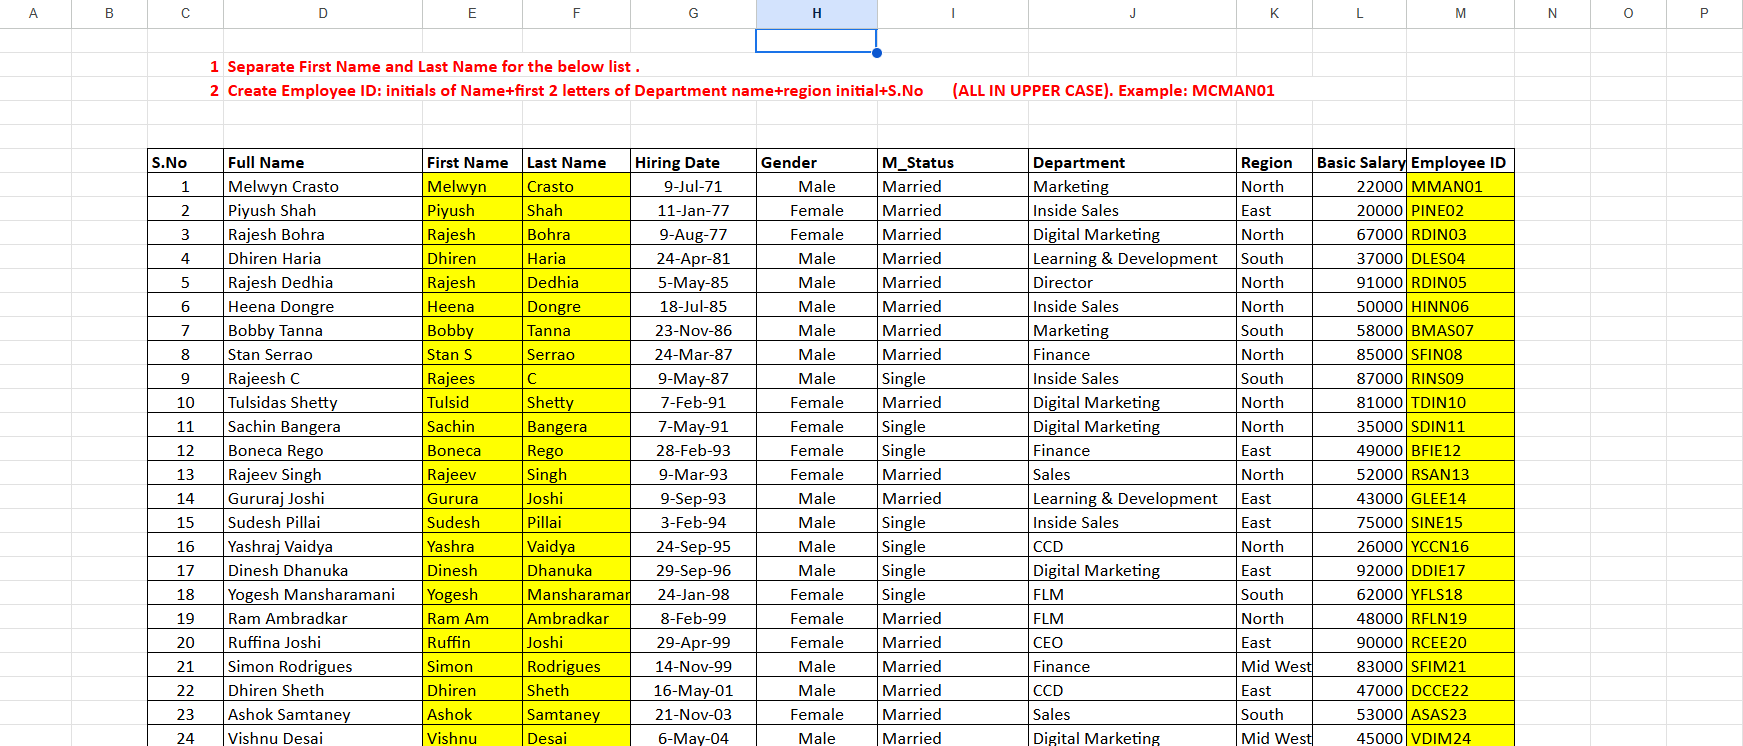 A B C D E F G H I J K L M N O P
1 Separate First Name and Last Name for the below list .
2 Create Employee ID: initials of Name+first 2 letters of Department name+region initial+S.No (ALL IN UPPER CASE). Example: MCMAN01
S.No Full Name First Name Last Name Hiring Date Gender M_Status Department Region Basic Salary Employee ID
1 Melwyn Crasto Melwyn Crasto 9-Jul-71 Male Married Marketing North 22000 MMAN01
2 Piyush Shah Piyush Shah 11-Jan-77 Female Married Inside Sales East 20000 PINE02
3 Rajesh Bohra Rajesh Bohra 9-Aug-77 Female Married Digital Marketing North 67000 RDIN03
4 Dhiren Haria Dhiren Haria 24-Apr-81 Male Married Learning & Development South 37000 DLES04
5 Rajesh Dedhia Rajesh Dedhia 5-May-85 Male Married Director North 91000 RDIN05
6 Heena Dongre Heena Dongre 18-Jul-85 Male Married Inside Sales North 50000 HINN06
7 Bobby Tanna Bobby Tanna 23-Nov-86 Male Married Marketing South 58000 BMAS07
8 Stan Serrao Stan S Serrao 24-Mar-87 Male Married Finance North 85000 SFIN08
9 Rajeesh C Rajees C 9-May-87 Male Single Inside Sales South 87000 RINS09
10 Tulsidas Shetty Tulsid Shetty 7-Feb-91 Female Married Digital Marketing North 81000 TDIN10
11 Sachin Bangera Sachin Bangera 7-May-91 Female Single Digital Marketing North 35000 SDIN11
12 Boneca Rego Boneca Rego 28-Feb-93 Female Single Finance East 49000 BFIE12
13 Rajeev Singh Rajeev Singh 9-Mar-93 Female Married Sales North 52000 RSAN13
14 Gururaj Joshi Gurura Joshi 9-Sep-93 Male Married Learning & Development East 43000 GLEE14
15 Sudesh Pillai Sudesh Pillai 3-Feb-94 Male Single Inside Sales East 75000 SINE15
16 Yashraj Vaidya Yashra Vaidya 24-Sep-95 Male Single CCD North 26000 YCCN16
17 Dinesh Dhanuka Dinesh Dhanuka 29-Sep-96 Male Single Digital Marketing East 92000 DDIE17
18 Yogesh Mansharamani Yogesh Mansharamar 24-Jan-98 Female Single FLM South 62000 YFLS18
19 Ram Ambradkar Ram Am Ambradkar 8-Feb-99 Female Married FLM North 48000 RFLN19
20 Ruffina Joshi Ruffin Joshi 29-Apr-99 Female Married CEO East 90000 RCEE20
21 Simon Rodrigues Simon Rodrigues 14-Nov-99 Male Married Finance Mid West 83000 SFIM21
22 Dhiren Sheth Dhiren Sheth 16-May-01 Male Married CCD East 47000 DCCE22
23 Ashok Samtaney Ashok Samtaney 21-Nov-03 Female Married Sales South 53000 ASAS23
24 Vishnu Desai Vishnu Desai 6-May-04 Male Married Digital Marketing Mid West 45000 VDIM24